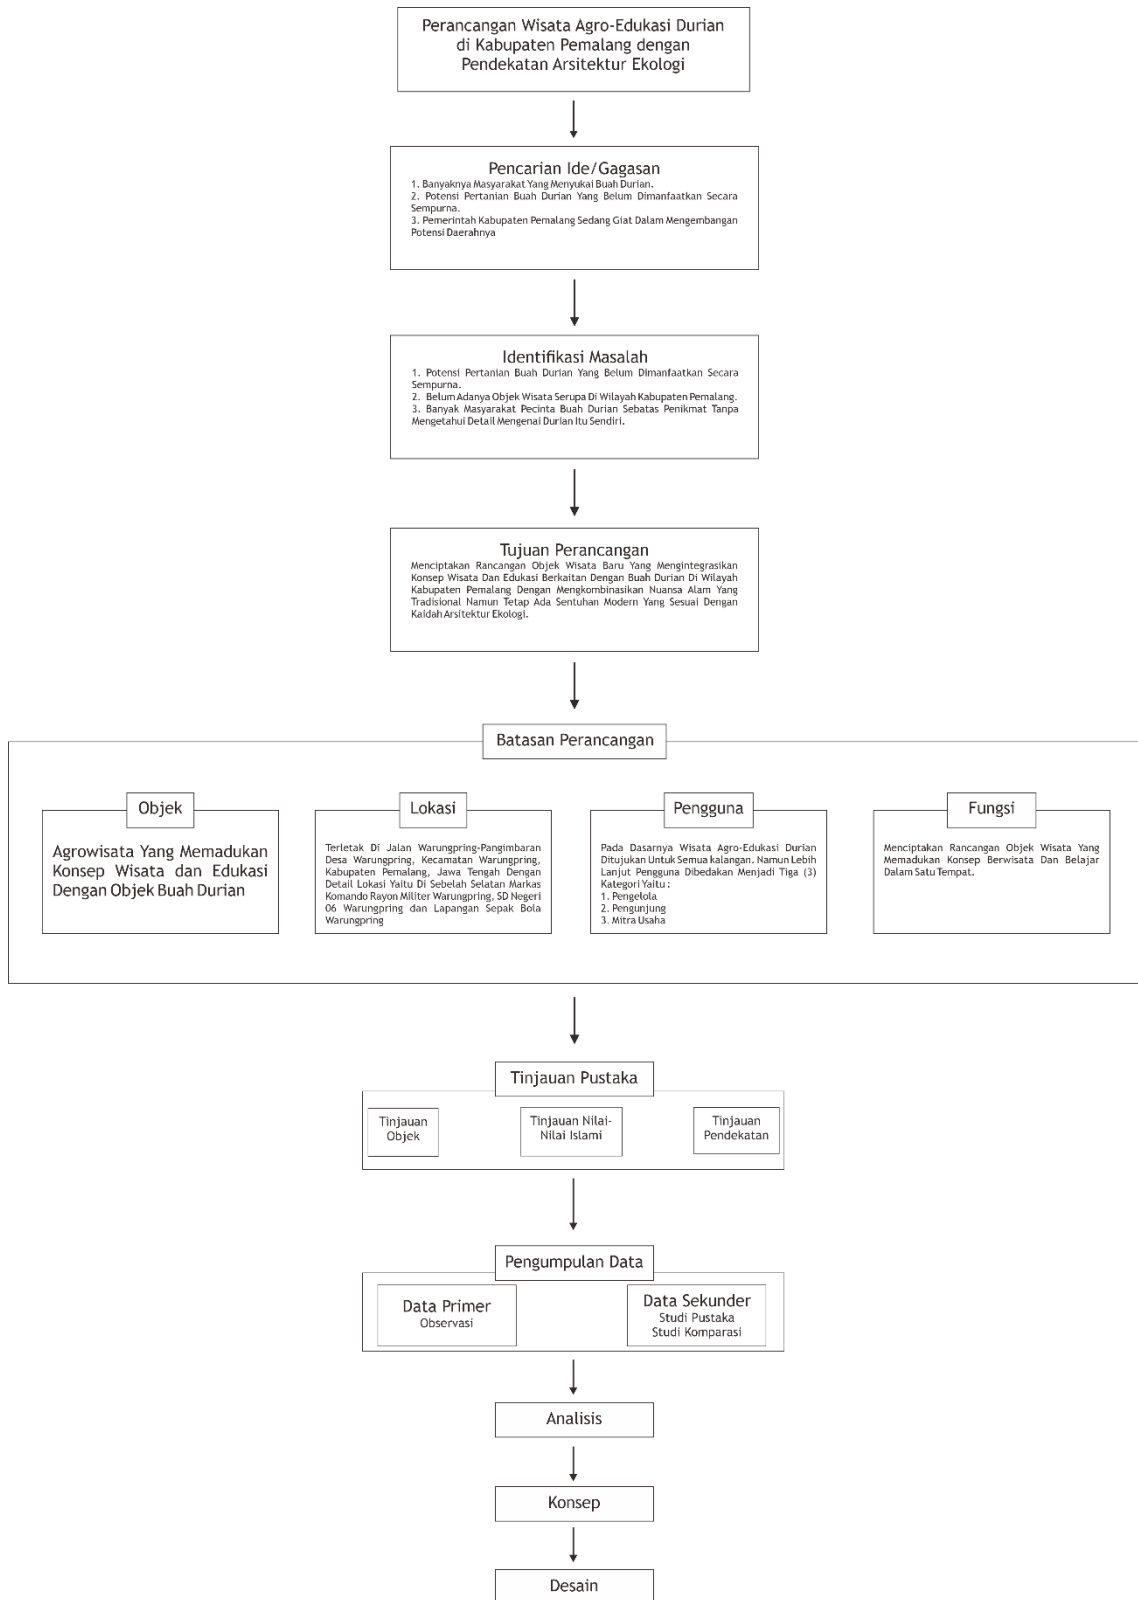 Perancangan Wisata Agro-Edukasi Durian
di Kabupaten Pemalang dengan
Pendekatan Arsitektur Ekologi
Pencarian Ide/Gagasan
1. Banyaknya Masyarakat Yang Menyukai Buah Durian.
2. Potensi Pertanian Buah Durian Yang Belum Dimanfaatkan Secara
Sempurna.
3. Pemerintah Kabupaten Pemalang Sedang Giat Dalam Mengembangan
Potensi Daerahnya
Identifikasi Masalah
1. Potensi Pertanian Buah Durian Yang Belum Dimanfaatkan Secara
Sempurna.
2. Belum Adanya Objek Wisata Serupa Di Wilayah Kabupaten Pemalang.
3. Banyak Masyarakat Pecinta Buah Durian Sebatas Penikmat Tanpa
Mengetahui Detail Mengenai Durian Itu Sendiri.
Tujuan Perancangan
Menciptakan Rancangan Objek Wisata Baru Yang Mengintegrasikan
Konsep Wisata Dan Edukasi Berkaitan Dengan Buah Durian Di Wilayah
Kabupaten Pemalang Dengan Mengkombinasikan Nuansa Alam Yang
Tradisional Namun Tetap Ada Sentuhan Modern Yang Sesuai Dengan
Kaidah Arsitektur Ekologi.
Batasan Perancangan
Objek
Agrowisata Yang Memadukan
Konsep Wisata dan Edukasi
Dengan Objek Buah Durian
Lokasi
Terletak Di Jalan Warungpring-Pangimbaran
Desa Warungpring, Kecamatan Warungpring,
Kabupaten Pemalang, Jawa Tengah Dengan
Detail Lokasi Yaitu Di Sebelah Selatan Markas
Komando Rayon Militer Warungpring, SD Negeri
06 Warungpring dan Lapangan Sepak Bola
Warungpring
Pengguna
Pada Dasarnya Wisata Agro-Edukasi Durian
Ditujukan Untuk Semua kalangan. Namun Lebih
Lanjut Pengguna Dibedakan Menjadi Tiga (3)
Kategori Yaitu :
1. Pengelola
2. Pengunjung
3. Mitra Usaha
Fungsi
Menciptakan Rancangan Objek Wisata Yang
Memadukan Konsep Berwisata Dan Belajar
Dalam Satu Tempat.
Tinjauan Pustaka
Tinjauan
Objek
Tinjauan Nilai-
Nilai Islami
Tinjauan
Pendekatan
Pengumpulan Data
Data Primer
Observasi
Data Sekunder
Studi Pustaka
Studi Komparasi
Analisis
Konsep
Desain